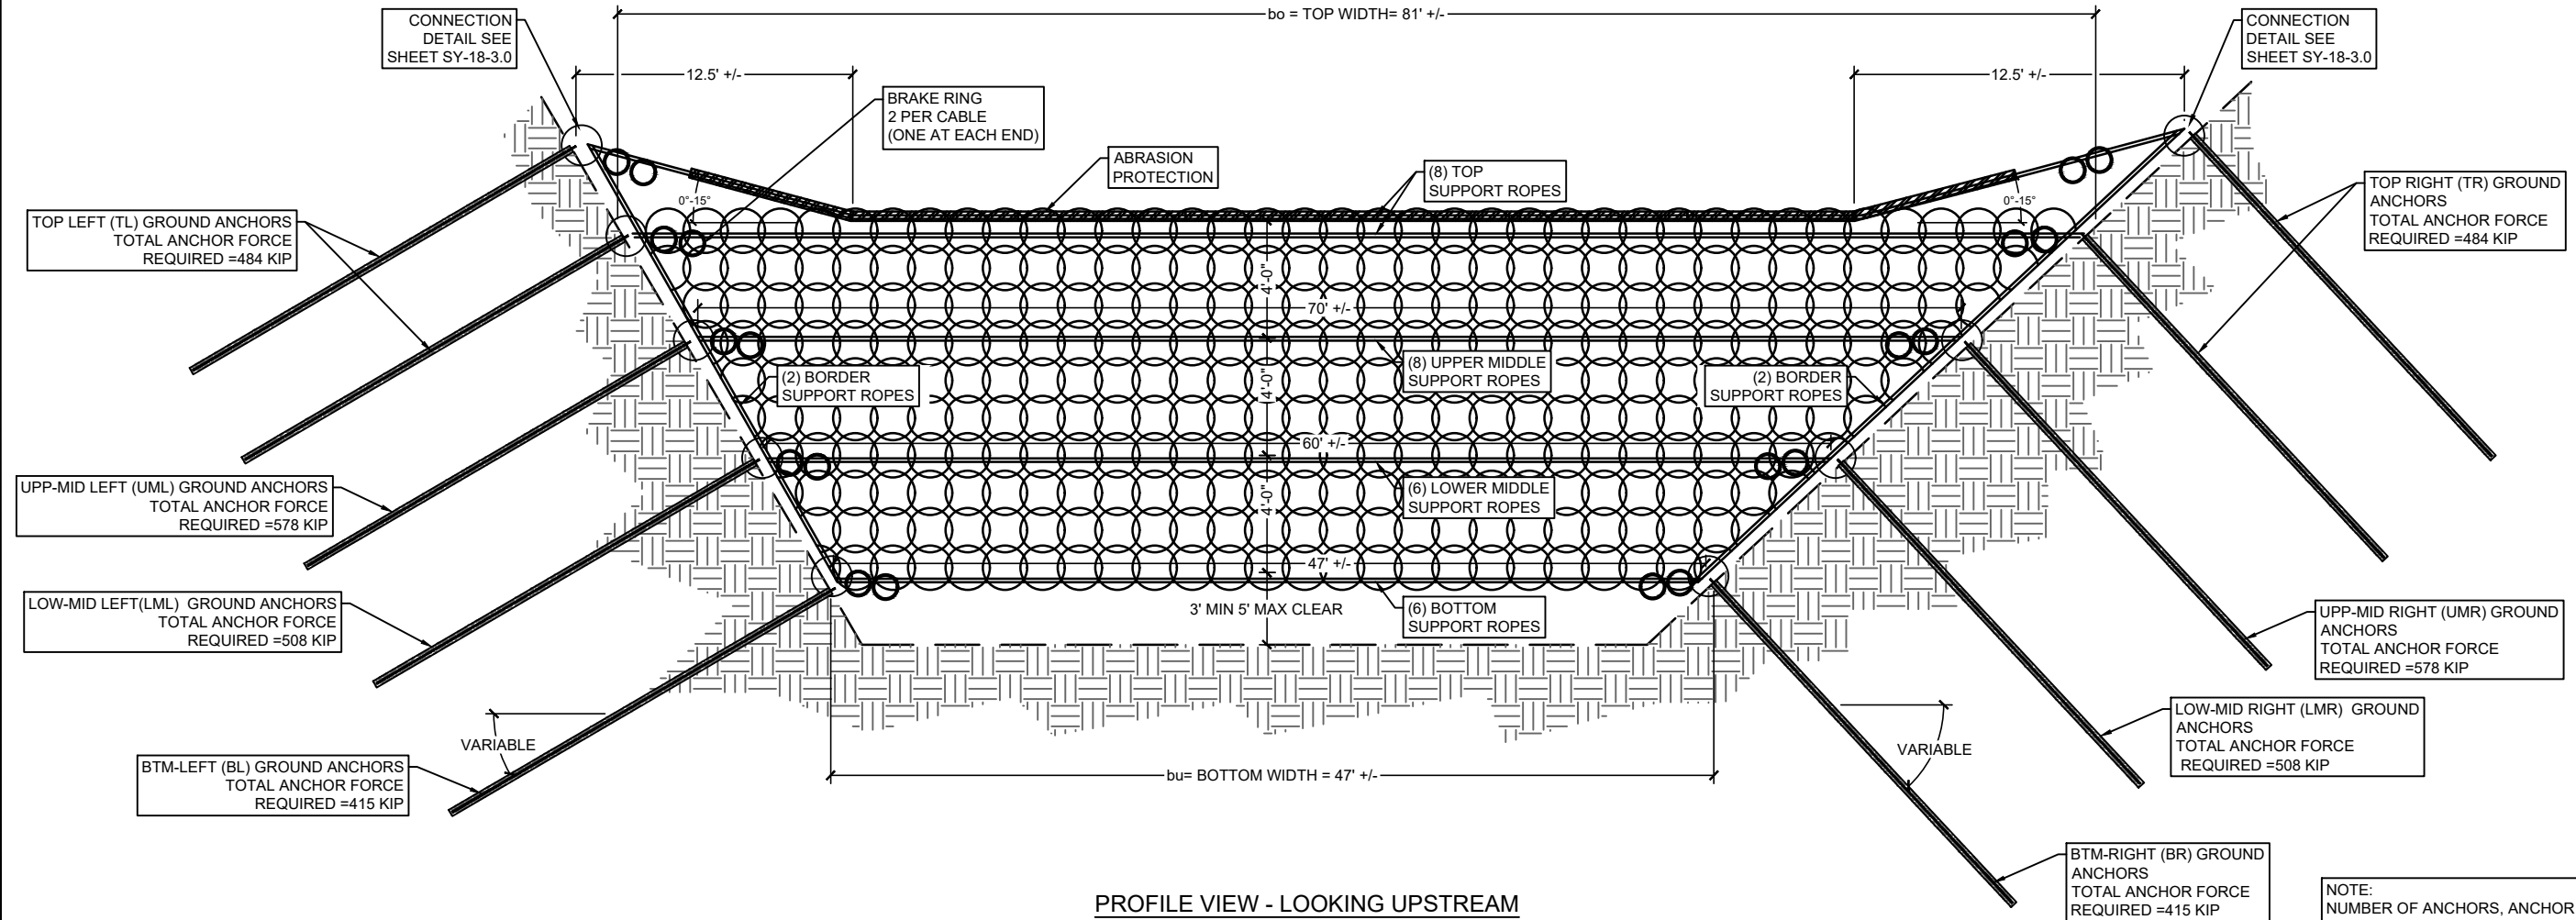 bo = TOP WIDTH= 81' +/-
CONNECTION
DETAIL SEE
SHEET SY-18-3.0
CONNECTION
DETAIL SEE
SHEET SY-18-3.0
12.5' +/-
12.5' +/-
BRAKE RING
2 PER CABLE
(ONE AT EACH END)
ABRASION
PROTECTION
(8) TOP
SUPPORT ROPES
0°-15°
0°-15°
TOP LEFT (TL) GROUND ANCHORS
TOTAL ANCHOR FORCE
REQUIRED =484 KIP
TOP RIGHT (TR) GROUND
ANCHORS
TOTAL ANCHOR FORCE
REQUIRED =484 KIP
4'-0"
70' +/-
(8) UPPER MIDDLE
SUPPORT ROPES
(2) BORDER
SUPPORT ROPES
(2) BORDER
SUPPORT ROPES
4'-0"
60' +/-
UPP-MID LEFT (UML) GROUND ANCHORS
TOTAL ANCHOR FORCE
REQUIRED =578 KIP
(6) LOWER MIDDLE
SUPPORT ROPES
4'-0"
47' +/-
LOW-MID LEFT(LML) GROUND ANCHORS
TOTAL ANCHOR FORCE
REQUIRED =508 KIP
3' MIN 5' MAX CLEAR
(6) BOTTOM
SUPPORT ROPES
UPP-MID RIGHT (UMR) GROUND
ANCHORS
TOTAL ANCHOR FORCE
REQUIRED =578 KIP
VARIABLE
VARIABLE
LOW-MID RIGHT (LMR) GROUND
ANCHORS
TOTAL ANCHOR FORCE
REQUIRED =508 KIP
BTM-LEFT (BL) GROUND ANCHORS
TOTAL ANCHOR FORCE
REQUIRED =415 KIP
bu= BOTTOM WIDTH = 47' +/-
BTM-RIGHT (BR) GROUND
ANCHORS
TOTAL ANCHOR FORCE
REQUIRED =415 KIP
PROFILE VIEW - LOOKING UPSTREAM
NOTE:
NUMBER OF ANCHORS, ANCHOR